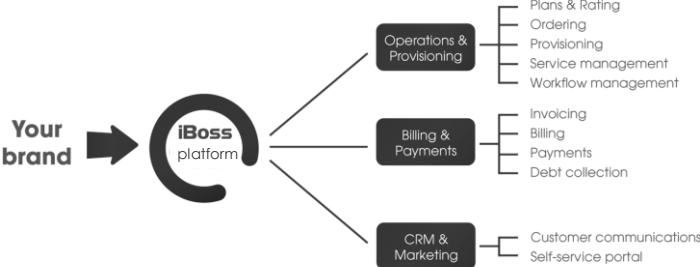 Your
brand
iBoss
platform
Operations &
Provisioning
Plans & Rating
Ordering
Provisioning
Service management
Workflow management
Billing &
Payments
Invoicing
Billing
Payments
Debt collection
CRM &
Marketing
Customer communications
Self-service portal